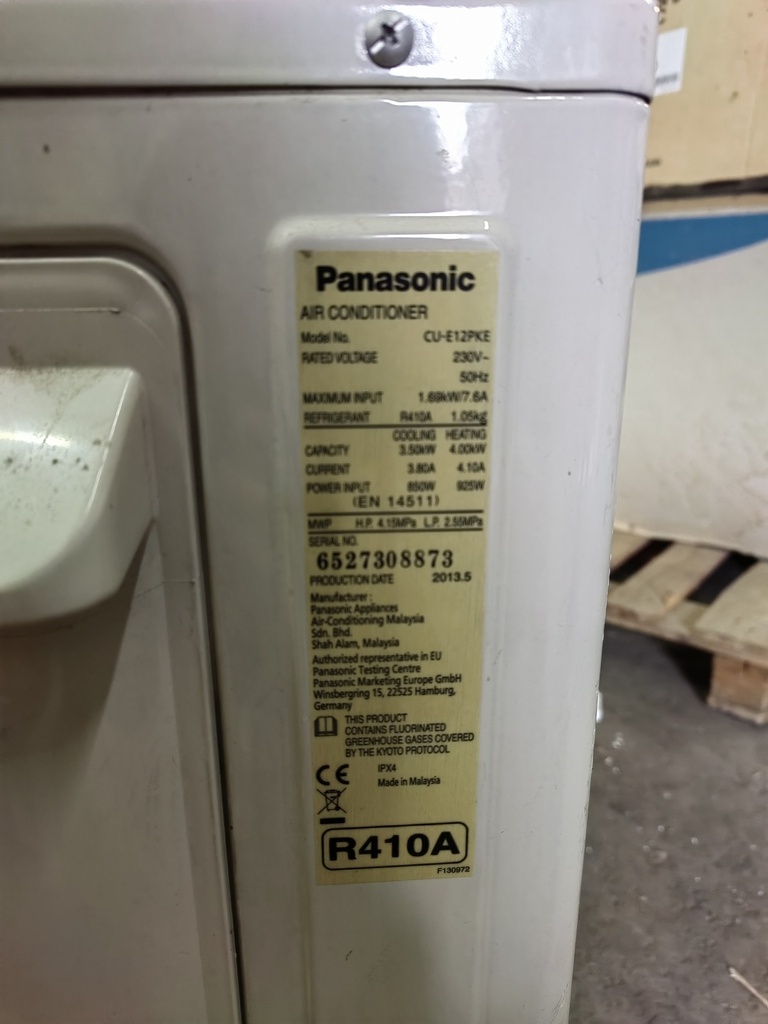 Panasonic
AIR CONDITIONER
Model No. CU-E12PKE
RATED VOLTAGE 230V~
50Hz
MAXIMUM INPUT 1.69kW/7.6A
REFRIGERANT R410A 1.05kg
COOLING HEATING
CAPACITY 3.50kW 4.00kW
CURRENT 3.80A 4.10A
POWER INPUT 850W 925W
(EN 14511)
MWP H.P. 4.15MPa L.P. 2.55MPa
SERIAL NO.
6527308873
PRODUCTION DATE 2013.5
Manufacturer :
Panasonic Appliances
Air-Conditioning Malaysia
Sdn. Bhd.
Shah Alam, Malaysia
Authorized representative in EU
Panasonic Testing Centre
Panasonic Marketing Europe GmbH
Winsbergring 15, 22525 Hamburg,
Germany
THIS PRODUCT
CONTAINS FLUORINATED
GREENHOUSE GASES COVERED
BY THE KYOTO PROTOCOL
CE IPX4
Made in Malaysia
R410A
F130972